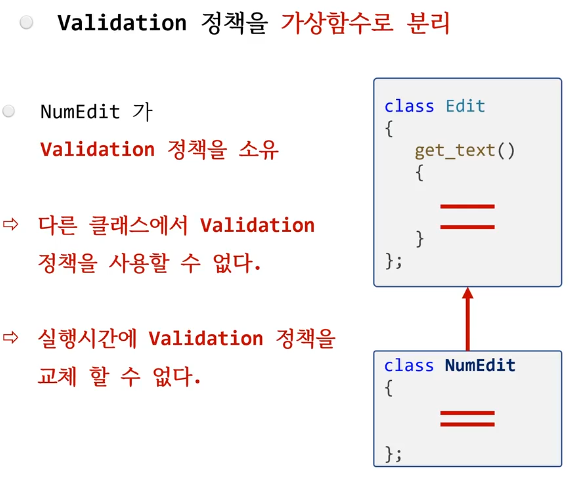 Validation 정책을 가상함수로 분리
NumEdit 가
Validation 정책을 소유
⇨ 다른 클래스에서 Validation
정책을 사용할 수 없다.
⇨ 실행시간에 Validation 정책을
교체 할 수 없다.
class Edit
{
get_text()
{
}
};
class NumEdit
{
};